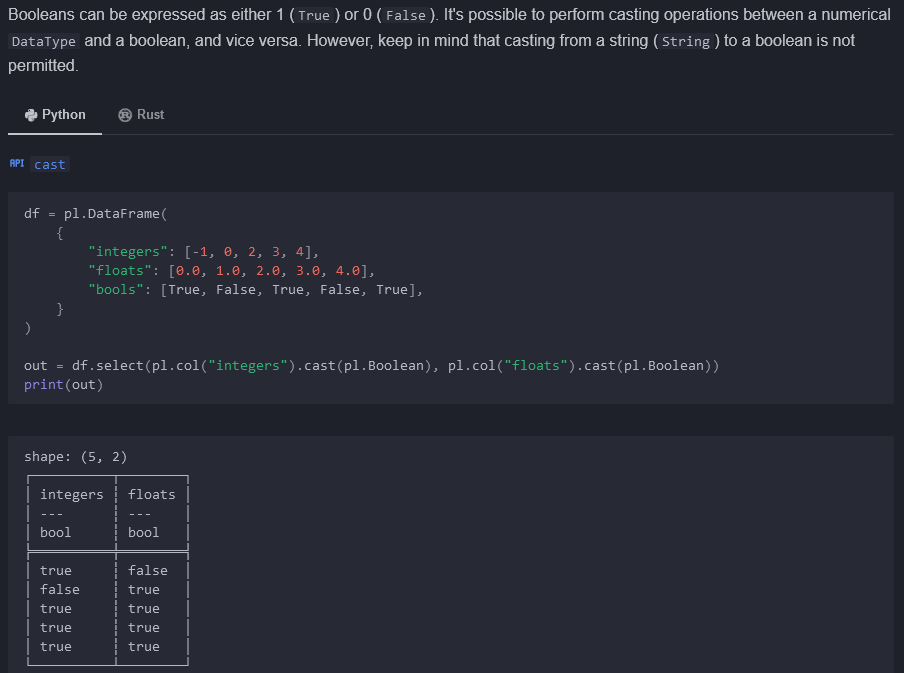 Booleans can be expressed as either 1 (True) or 0 (False). It's possible to perform casting operations between a numerical
DataType and a boolean, and vice versa. However, keep in mind that casting from a string (String) to a boolean is not
permitted.
Python Rust
API cast
df = pl.DataFrame(
    {
        "integers": [-1, 0, 2, 3, 4],
        "floats": [0.0, 1.0, 2.0, 3.0, 4.0],
        "bools": [True, False, True, False, True],
    }
)
out = df.select(pl.col("integers").cast(pl.Boolean), pl.col("floats").cast(pl.Boolean))
print(out)
shape: (5, 2)
┌──────────┬────────┐
│ integers ┆ floats │
│ ---      ┆ ---    │
│ bool     ┆ bool   │
╞══════════╪════════╡
│ true     ┆ false  │
│ false    ┆ true   │
│ true     ┆ true   │
│ true     ┆ true   │
│ true     ┆ true   │
└──────────┴────────┘